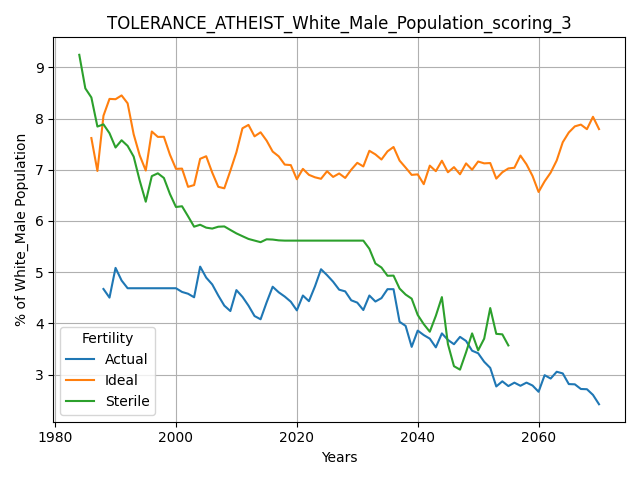 TOLERANCE_ATHEIST_White_Male_Population_scoring_3
% of White_Male Population
9
8
7
6
5
4
3
Fertility
Actual
Ideal
Sterile
1980 2000 2020 2040 2060
Years